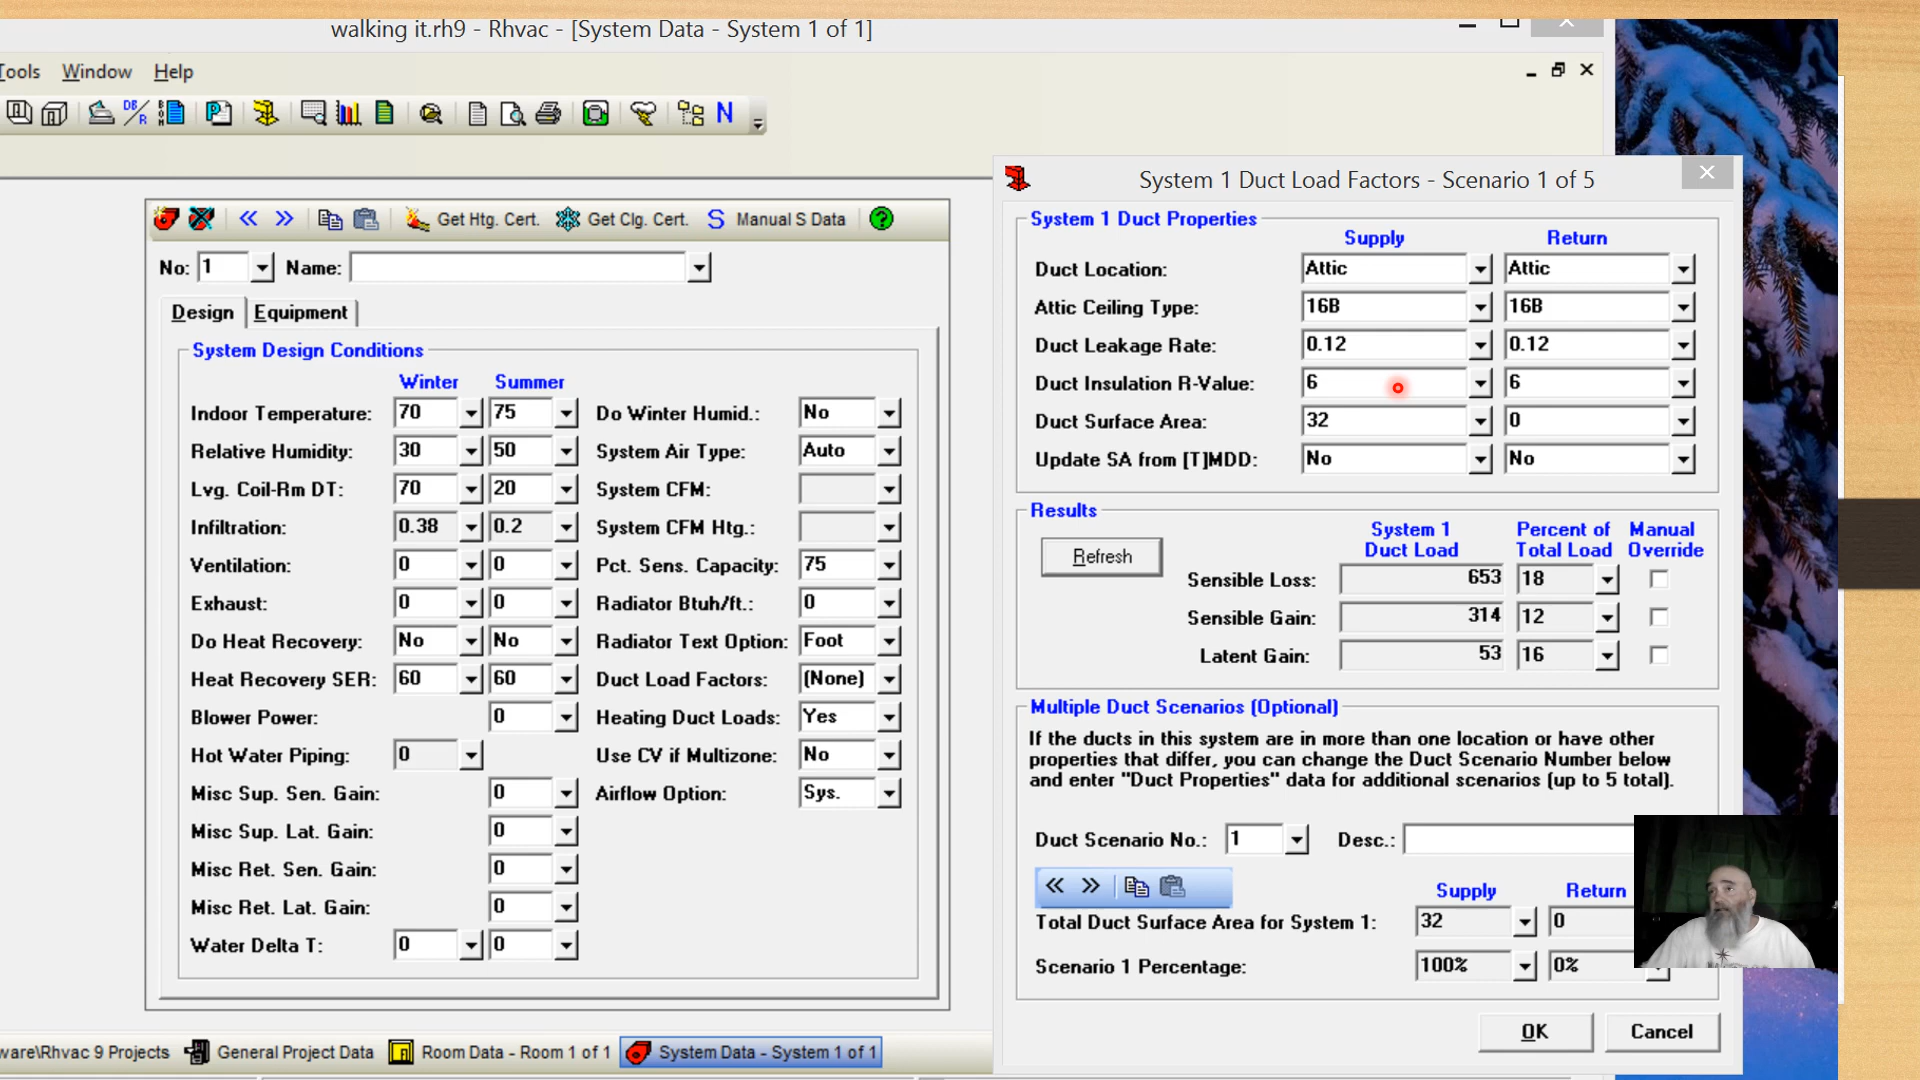 walking it.rh9 - Rhvac - [System Data - System 1 of 1]
Tools Window Help
DB/R
N
Get Htg. Cert. Get Clg. Cert. S Manual S Data ?
No: 1 Name:
Design Equipment
System Design Conditions
Winter Summer
Indoor Temperature: 70 75 Do Winter Humid.: No
Relative Humidity: 30 50 System Air Type: Auto
Lvg. Coil-Rm DT: 70 20 System CFM:
Infiltration: 0.38 0.2 System CFM Htg.:
Ventilation: 0 0 Pct. Sens. Capacity: 75
Exhaust: 0 0 Radiator Btuh/ft.: 0
Do Heat Recovery: No No Radiator Text Option: Foot
Heat Recovery SER: 60 60 Duct Load Factors: (None)
Blower Power: 0 Heating Duct Loads: Yes
Hot Water Piping: 0 Use CV if Multizone: No
Misc Sup. Sen. Gain: 0 Airflow Option: Sys.
Misc Sup. Lat. Gain: 0
Misc Ret. Sen. Gain: 0
Misc Ret. Lat. Gain: 0
Water Delta T: 0 0
System 1 Duct Load Factors - Scenario 1 of 5
System 1 Duct Properties
Supply Return
Duct Location: Attic Attic
Attic Ceiling Type: 16B 16B
Duct Leakage Rate: 0.12 0.12
Duct Insulation R-Value: 6 6
Duct Surface Area: 32 0
Update SA from [T]MDD: No No
Results
System 1 Percent of Manual
Duct Load Total Load Override
Refresh
Sensible Loss: 653 18
Sensible Gain: 314 12
Latent Gain: 53 16
Multiple Duct Scenarios (Optional)
If the ducts in this system are in more than one location or have other
properties that differ, you can change the Duct Scenario Number below
and enter "Duct Properties" data for additional scenarios (up to 5 total).
Duct Scenario No.: 1 Desc.:
Supply Return
Total Duct Surface Area for System 1: 32 0
Scenario 1 Percentage: 100% 0%
OK Cancel
ware\Rhvac 9 Projects General Project Data Room Data - Room 1 of 1 System Data - System 1 of 1